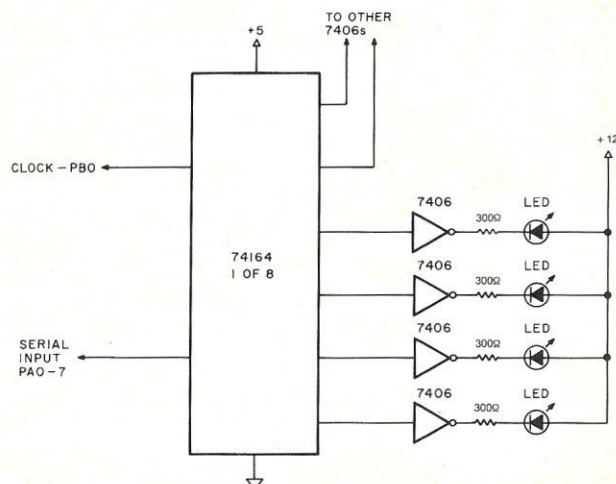 TO OTHER
7406s
+5
+12
CLOCK – PB0
7406
LED
300Ω
74164
1 OF 8
7406
LED
300Ω
7406
LED
300Ω
SERIAL
INPUT
PA0-7
7406
LED
300Ω